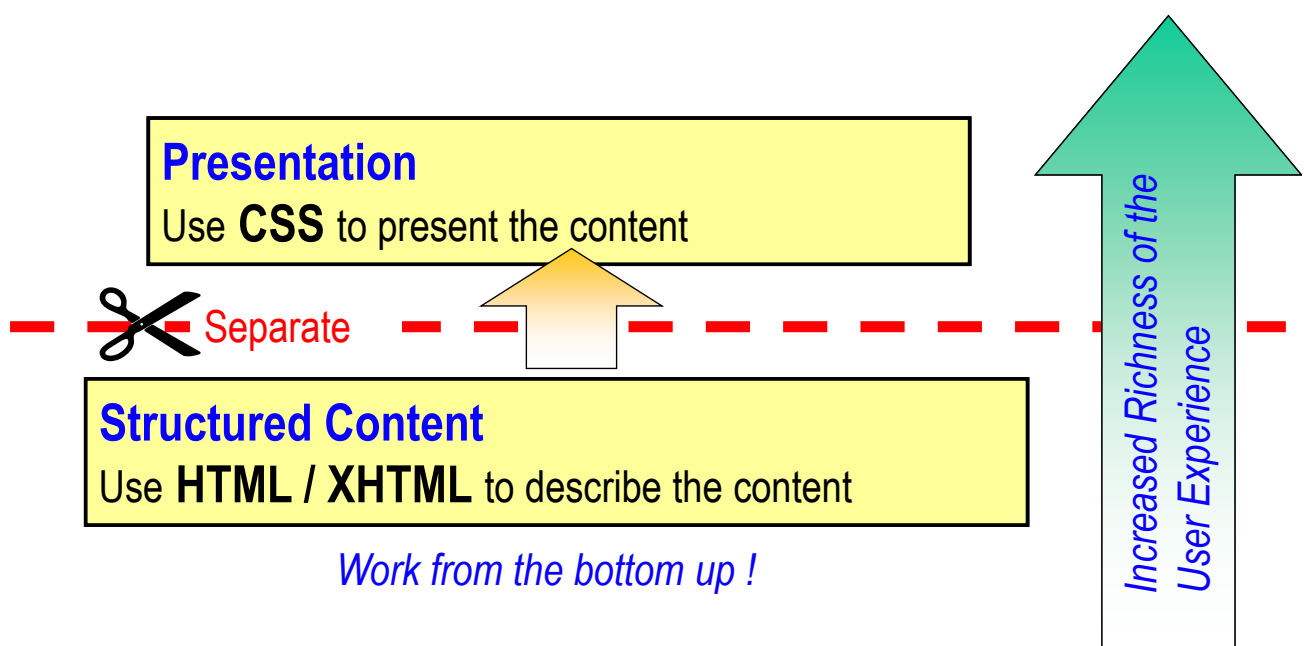 Presentation
Use CSS to present the content
Separate
Structured Content
Use HTML / XHTML to describe the content
Work from the bottom up !
Increased Richness of the
User Experience